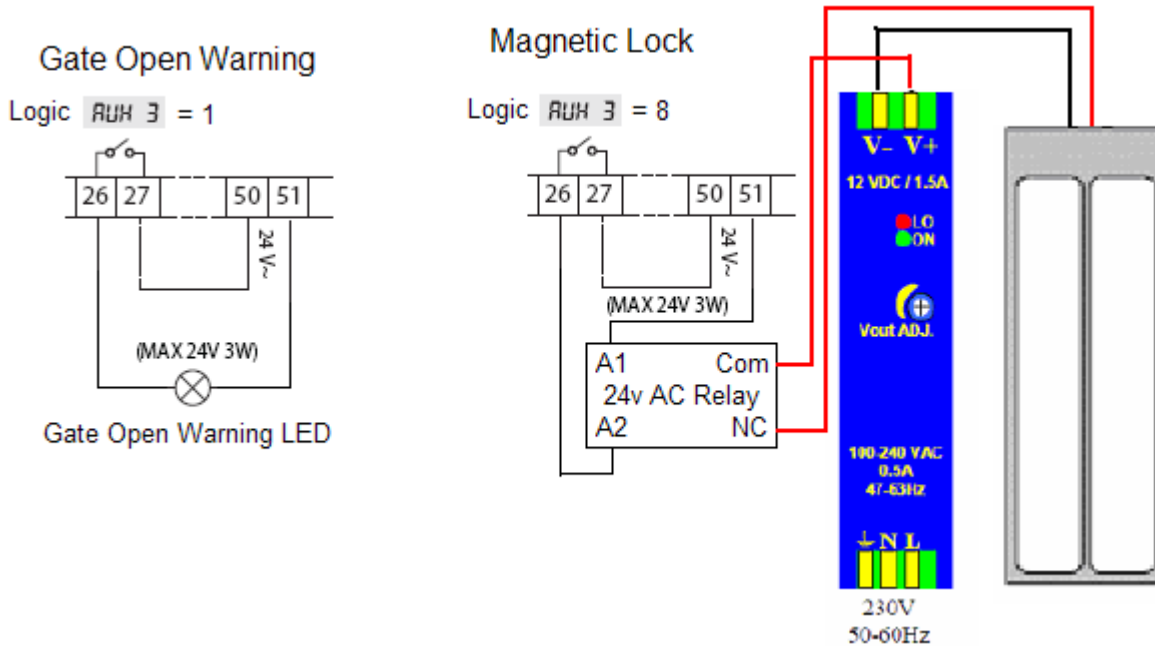 Gate Open Warning
Logic AUX 3 = 1
26 27 50 51
24 V~
(MAX 24V 3W)
Gate Open Warning LED
Magnetic Lock
Logic AUX 3 = 8
26 27 50 51
24 V~
(MAX 24V 3W)
A1 Com
24v AC Relay
A2 NC
V- V+
12 VDC / 1.5A
LO
ON
Vout ADJ.
100-240 VAC
0.5A
47-63Hz
N L
230V
50-60Hz